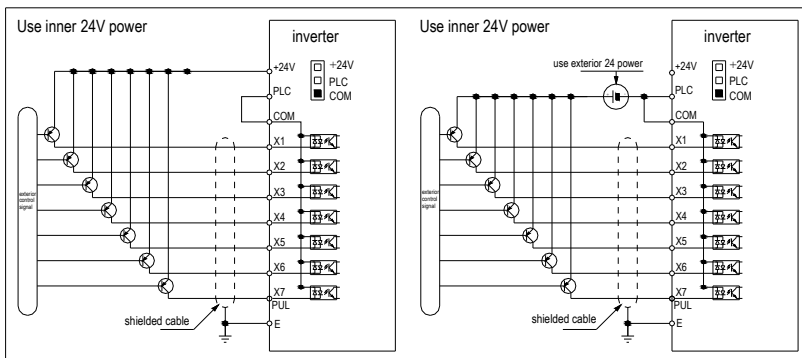 Use inner 24V power
inverter
+24V
PLC
COM
+24V
PLC
COM
X1
X2
X3
X4
X5
X6
X7
PUL
E
exterior
control
signal
shielded cable
Use inner 24V power
inverter
use exterior 24 power
+24V
PLC
COM
+24V
PLC
COM
X1
X2
X3
X4
X5
X6
X7
PUL
E
exterior
control
signal
shielded cable